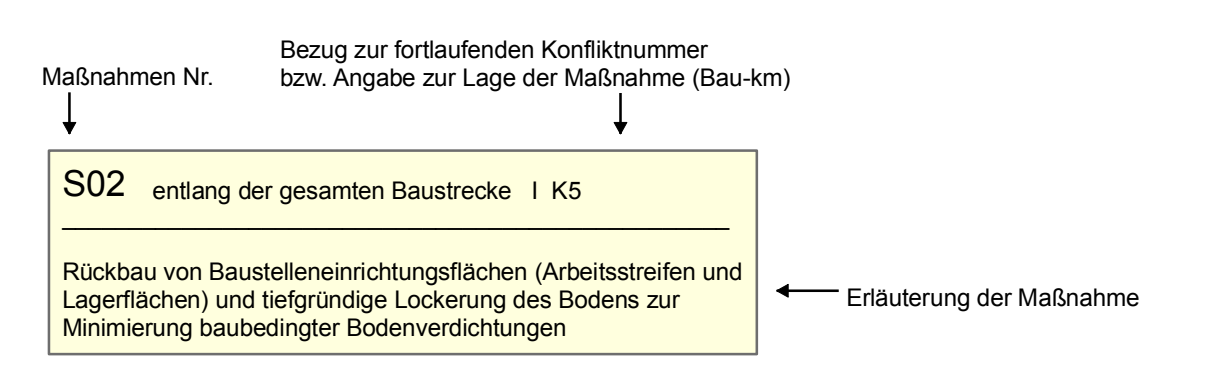 Maßnahmen Nr.
Bezug zur fortlaufenden Konfliktnummer
bzw. Angabe zur Lage der Maßnahme (Bau-km)
S02 entlang der gesamten Baustrecke I K5
Rückbau von Baustelleneinrichtungsflächen (Arbeitsstreifen und
Lagerflächen) und tiefgründige Lockerung des Bodens zur
Minimierung baubedingter Bodenverdichtungen
Erläuterung der Maßnahme